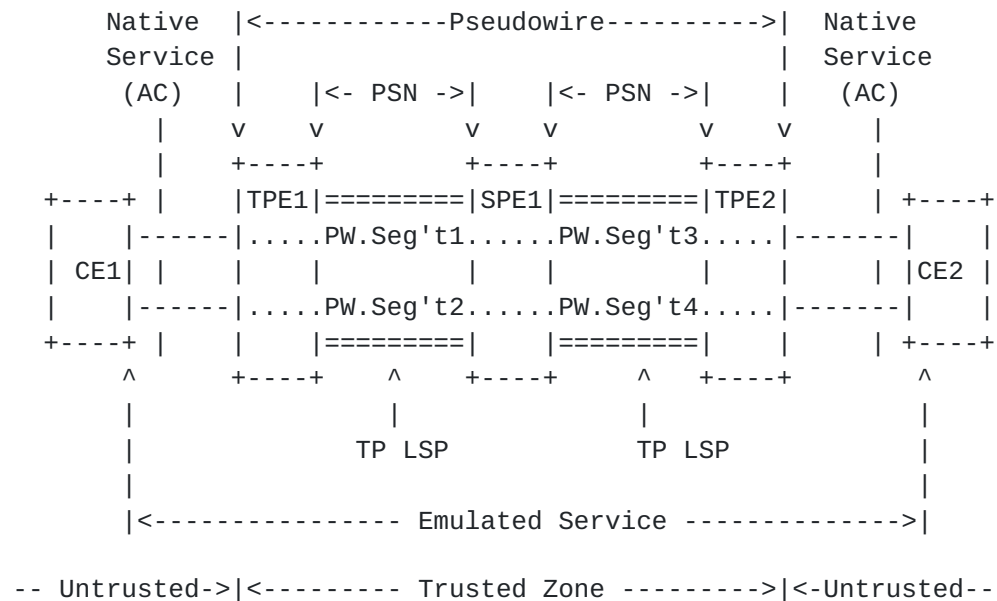 Native  |<------------Pseudowire---------->|  Native
      Service |                                  |  Service
       (AC)   |    |<- PSN ->|    |<- PSN ->|    |   (AC)
         |    v    v         v    v         v    v     |
         |    +----+         +----+         +----+     |
  +----+ |    |TPE1|=========|SPE1|=========|TPE2|     | +----+
  |    |------|.....PW.Seg't1......PW.Seg't3.....|-------|    |
  | CE1| |    |    |         |    |         |    |     | |CE2 |
  |    |------|.....PW.Seg't2......PW.Seg't4.....|-------|    |
  +----+ |    |    |=========|    |=========|    |     | +----+
       ^      +----+    ^    +----+     ^   +----+        ^
       |                |               |                 |
       |              TP LSP            TP LSP            |
       |                                                  |
       |<---------------- Emulated Service -------------->|
-- Untrusted->|<--------- Trusted Zone --------->|<-Untrusted--